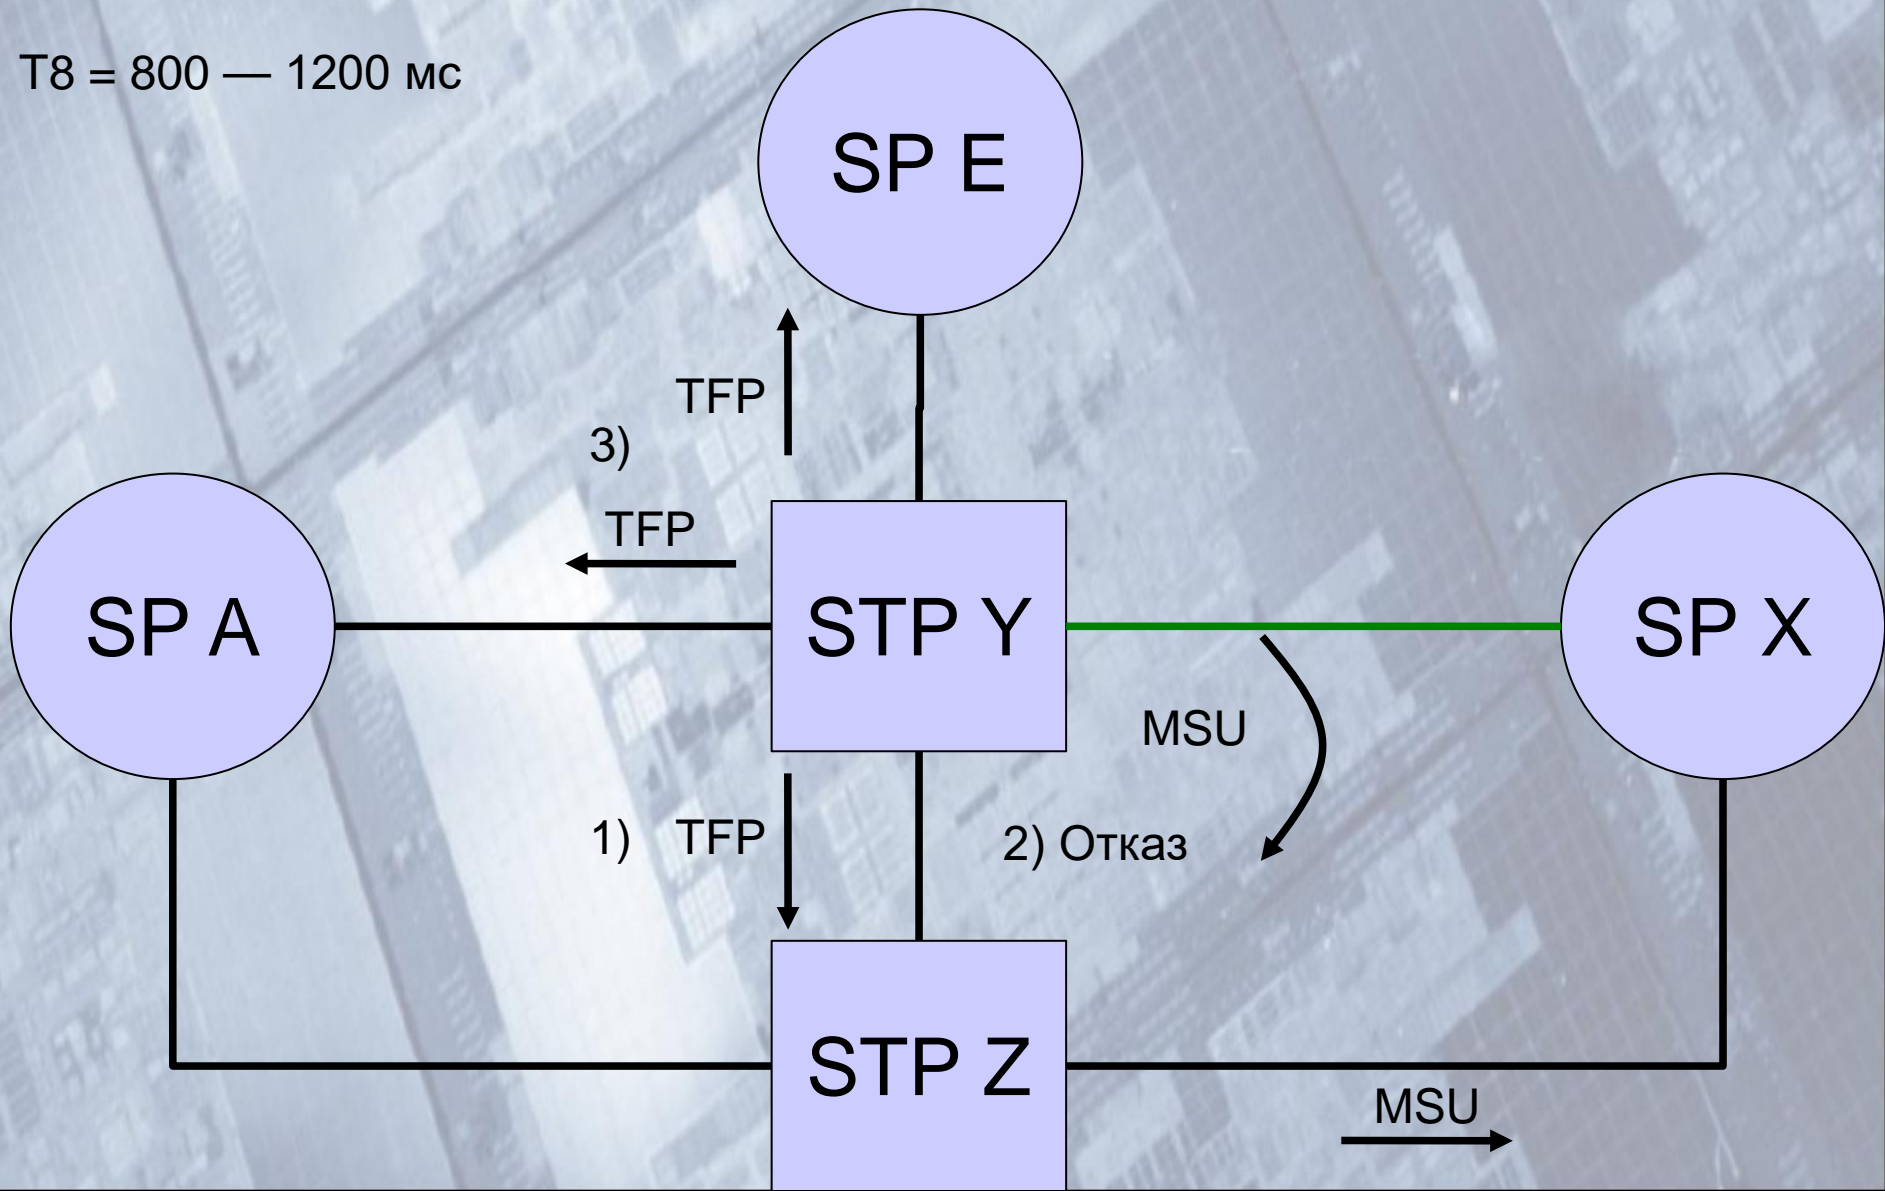 T8 = 800 — 1200 мс
SP E
TFP
3)
TFP
SP A
STP Y
SP X
MSU
1) TFP
2) Отказ
STP Z
MSU